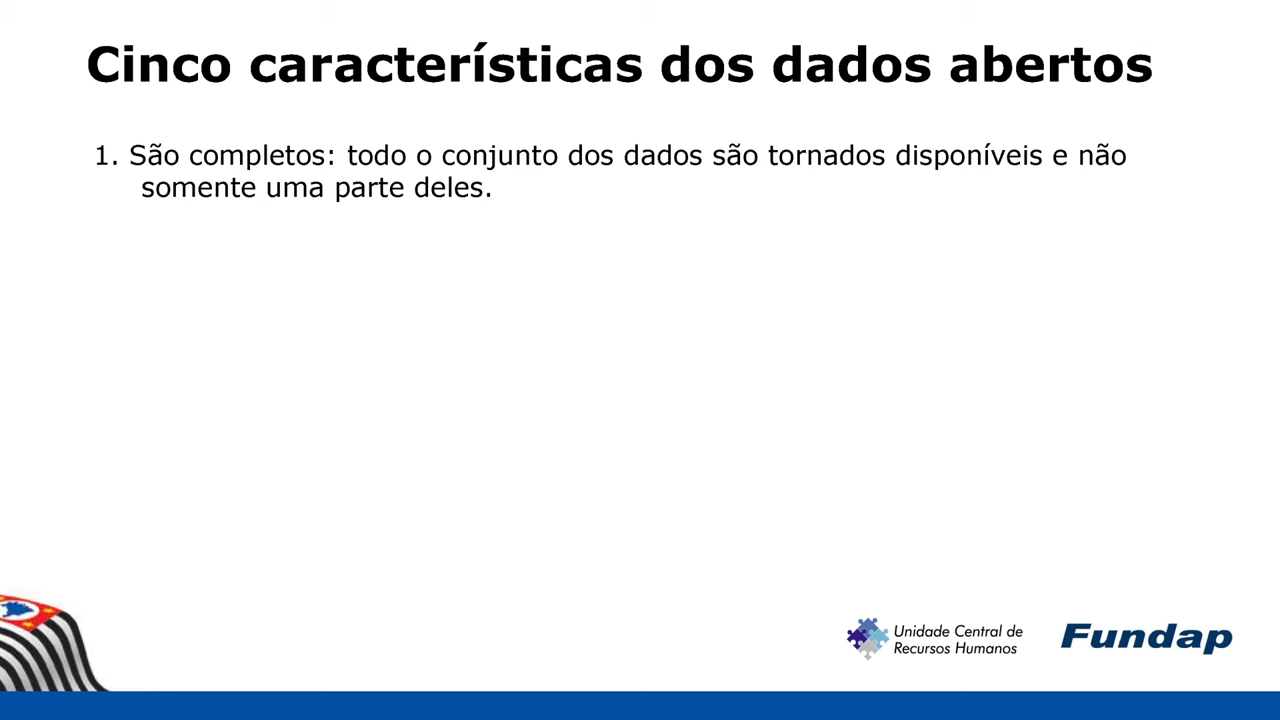 Cinco características dos dados abertos
1. São completos: todo o conjunto dos dados são tornados disponíveis e não
somente uma parte deles.
Unidade Central de
Recursos Humanos
Fundap